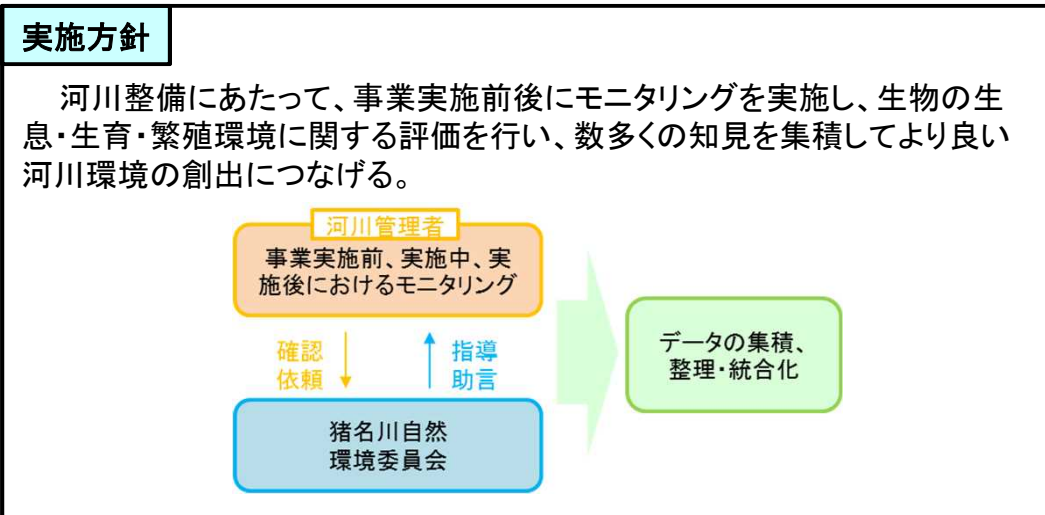 実施方針
河川整備にあたって、事業実施前後にモニタリングを実施し、生物の生
息・生育・繁殖環境に関する評価を行い、数多くの知見を集積してより良い
河川環境の創出につなげる。
河川管理者
事業実施前、実施中、実
施後におけるモニタリング
確認
依頼
指導
助言
猪名川自然
環境委員会
データの集積、
整理・統合化